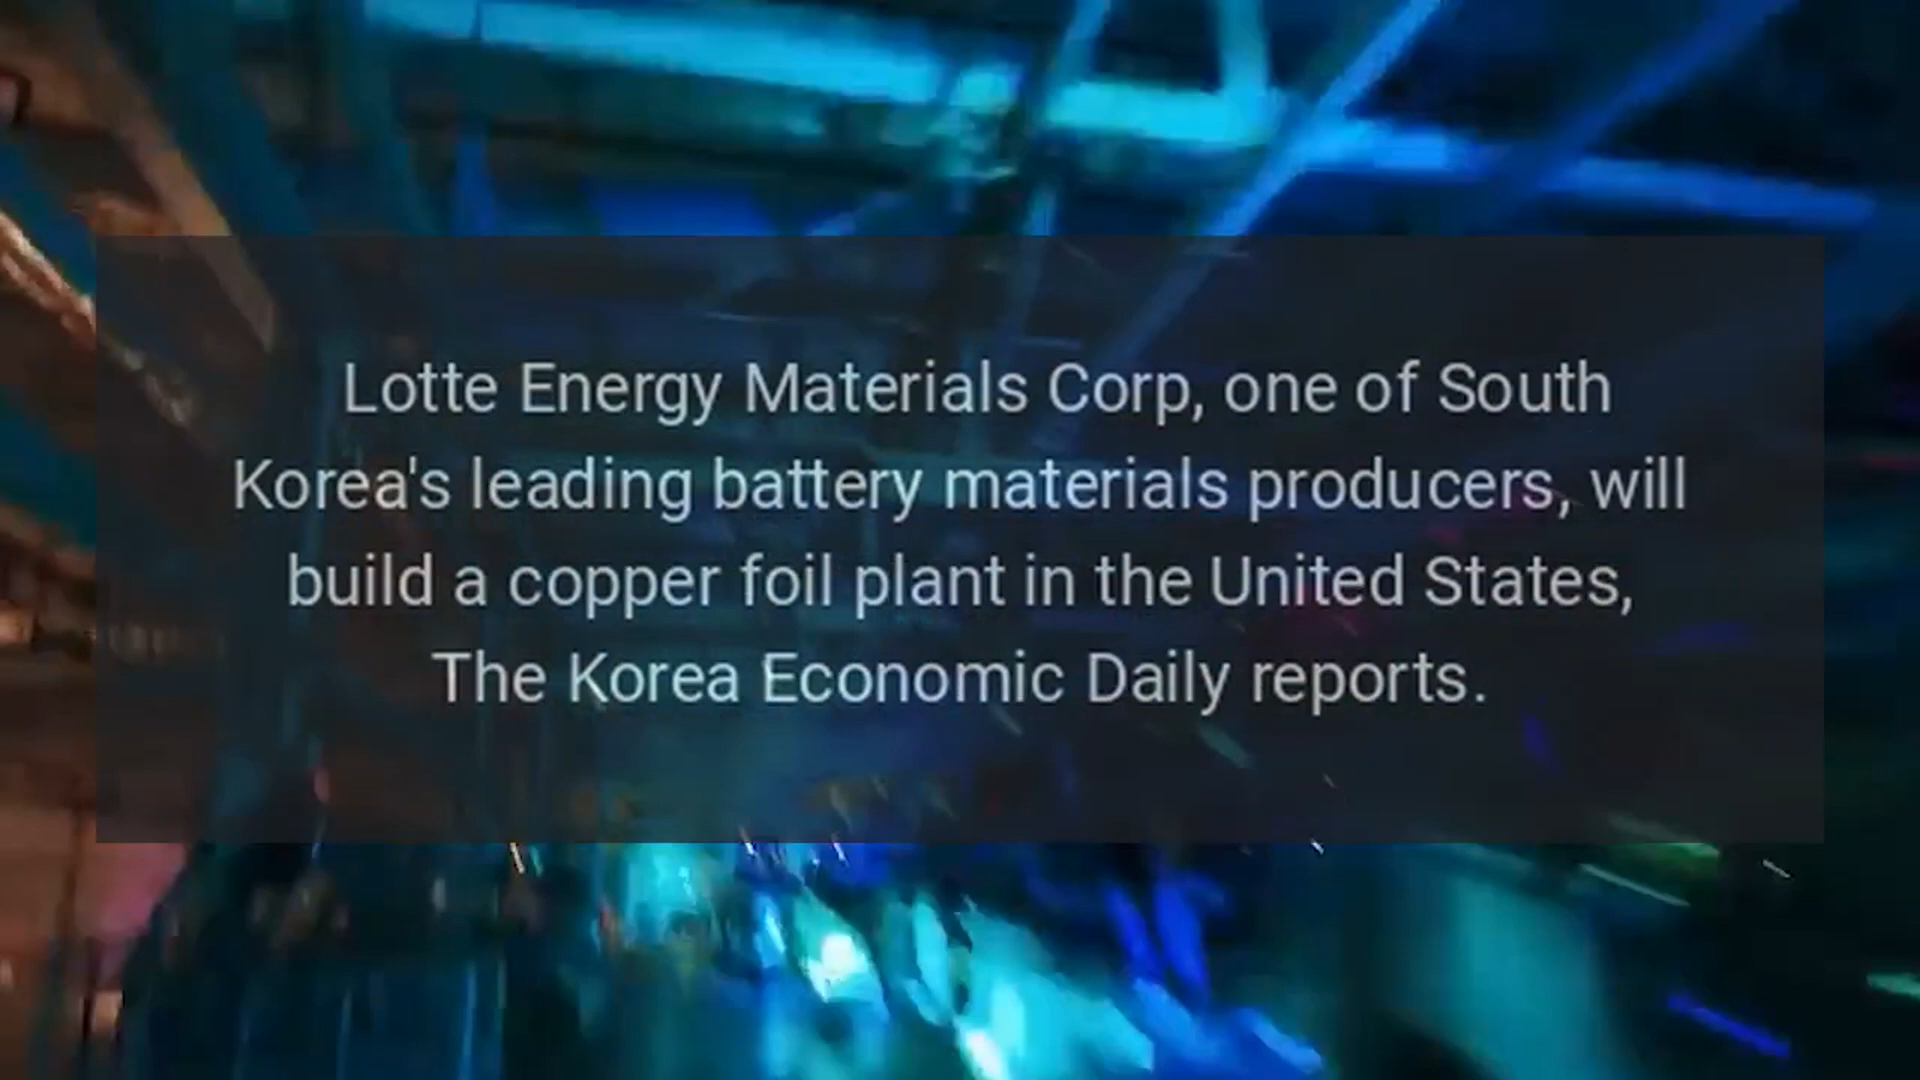 Lotte Energy Materials Corp, one of South
Korea's leading battery materials producers, will
build a copper foil plant in the United States,
The Korea Economic Daily reports.